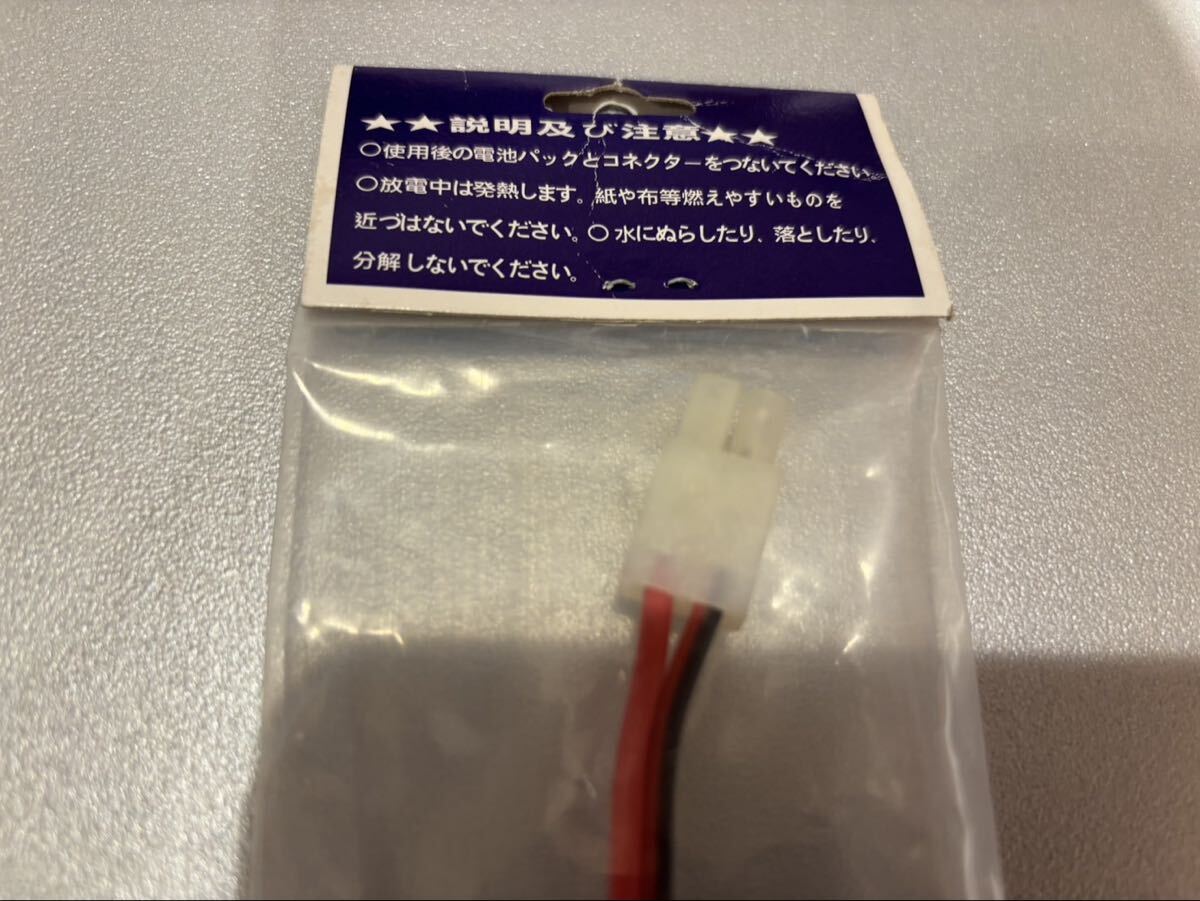 ★★説明及び注意★★
○使用後の電池パックとコネクターをつないてください
○放電中は発熱します。紙や布等燃えやすいものを
近づはないでください。○水にぬらしたり、落としたり、
分解しないでください。